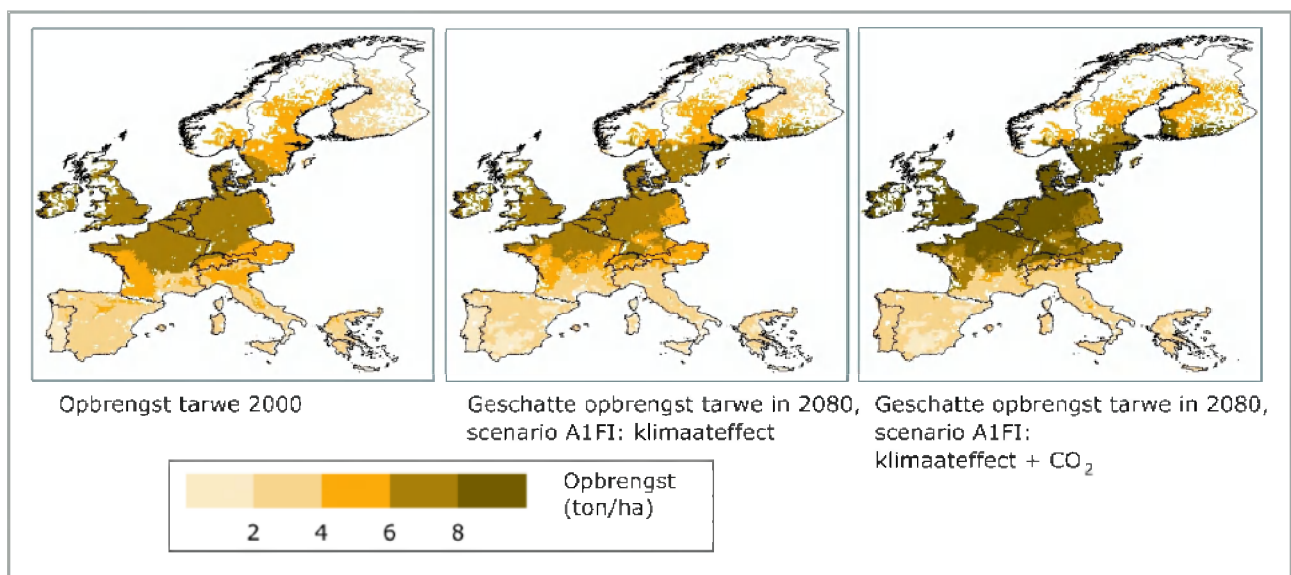 Opbrengst tarwe 2000
Geschatte opbrengst tarwe in 2080,
scenario A1FI: klimaateffect
Geschatte opbrengst tarwe in 2080,
scenario A1FI:
klimaateffect + CO₂
Opbrengst
(ton/ha)
2 4 6 8